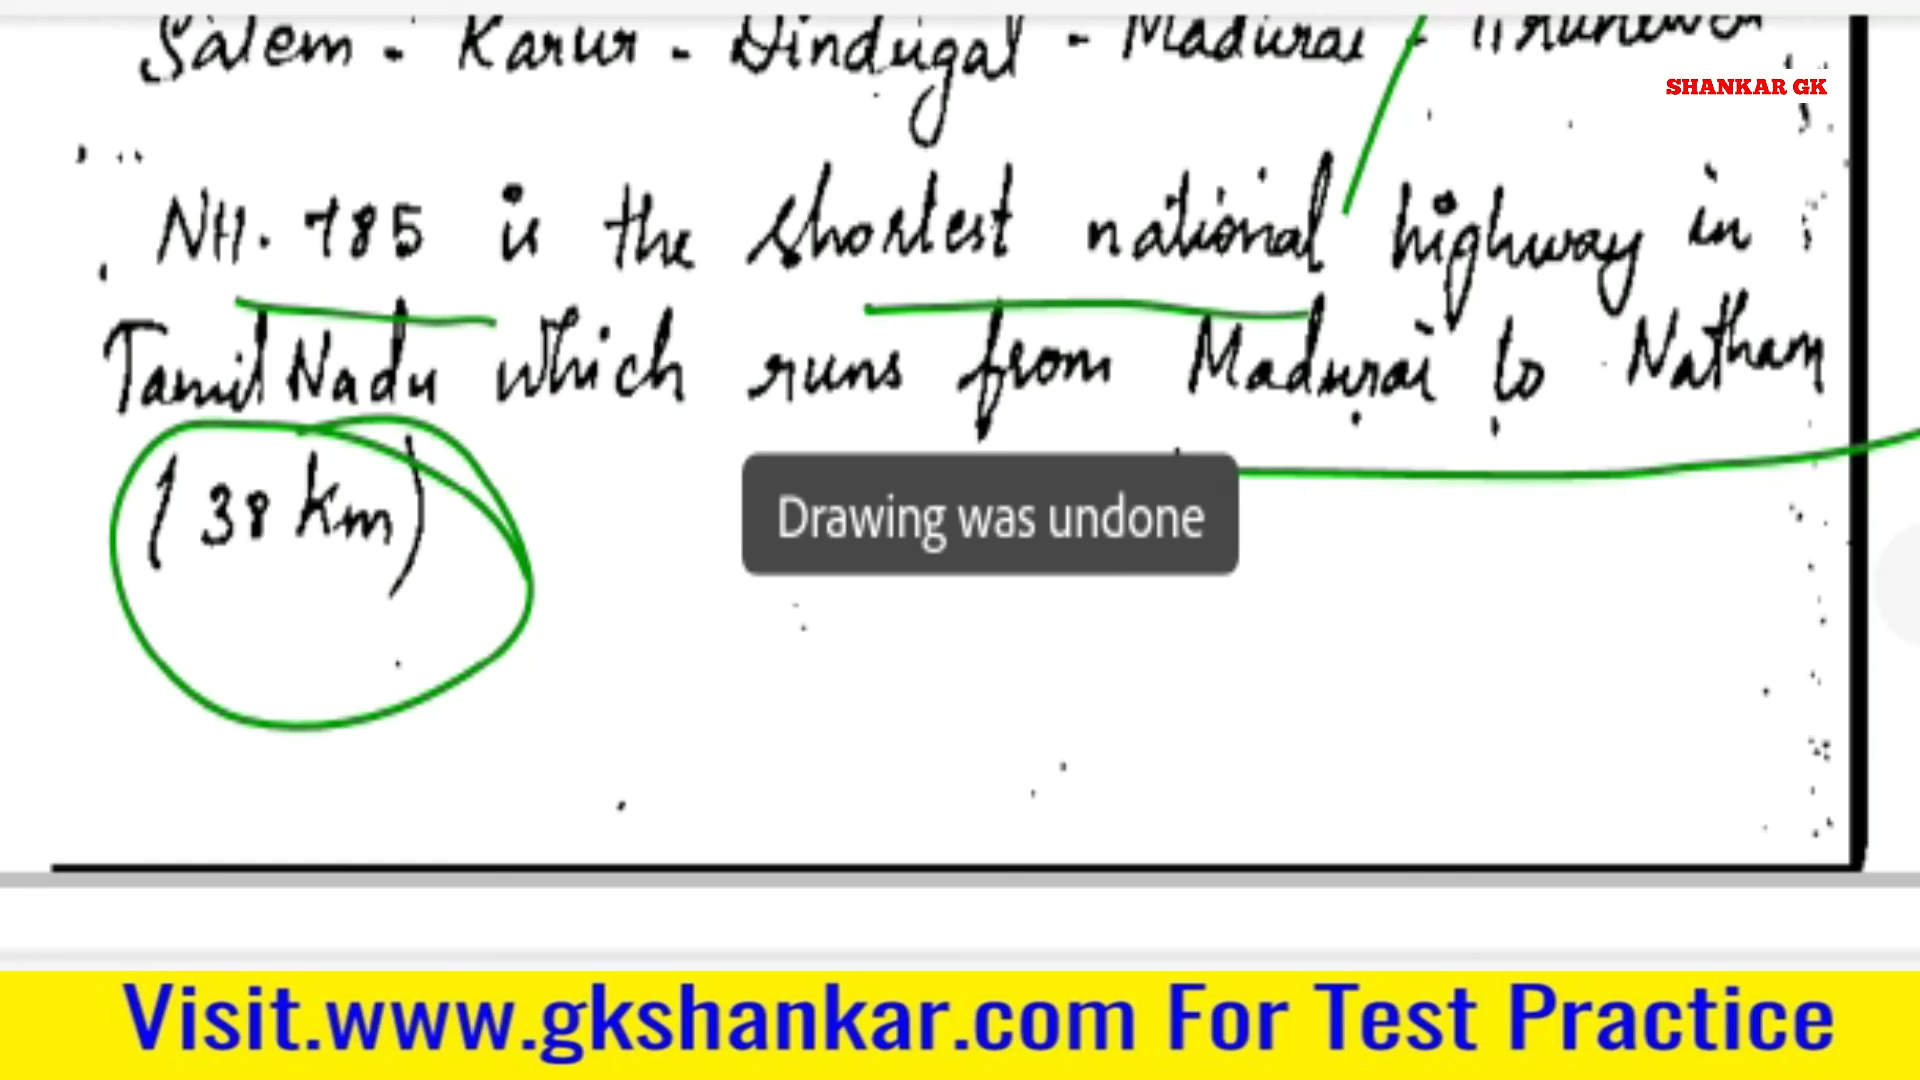 Salem - Karur - Dindugal - Madurai -
SHANKAR GK
NH. 785 is the shortest national highway in
Tamil Nadu which runs from Madurai to Natham
(38 Km)
Drawing was undone
Visit.www.gkshankar.com For Test Practice